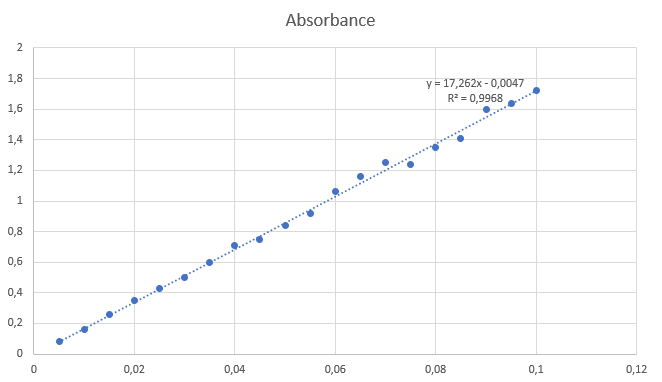 Absorbance
2
1,8
1,6
1,4
1,2
1
0,8
0,6
0,4
0,2
0
y = 17,262x - 0,0047
R² = 0,9968
0 0,02 0,04 0,06 0,08 0,1 0,12